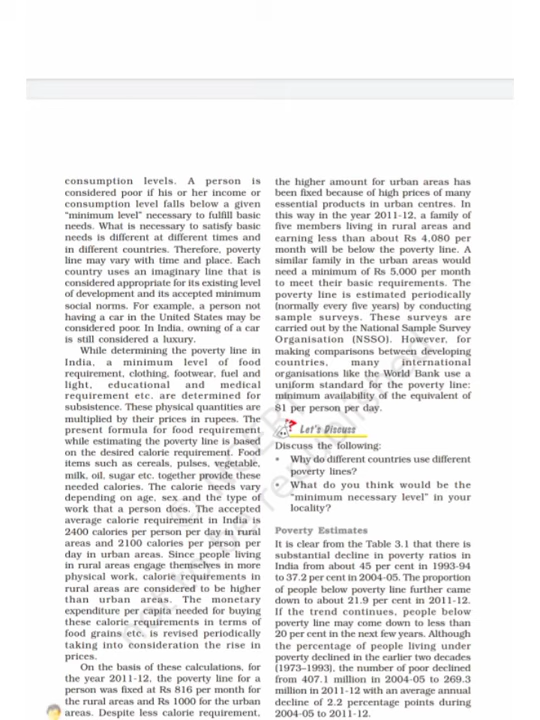 consumption levels. A person is
considered poor if his or her income or
consumption level falls below a given
"minimum level" necessary to fulfill basic
needs. What is necessary to satisfy basic
needs is different at different times and
in different countries. Therefore, poverty
line may vary with time and place. Each
country uses an imaginary line that is
considered appropriate for its existing level
of development and its accepted minimum
social norms. For example, a person not
having a car in the United States may be
considered poor. In India, owning of a car
is still considered a luxury.
While determining the poverty line in
India, a minimum level of food
requirement, clothing, footwear, fuel and
light, educational and medical
requirement etc. are determined for
subsistence. These physical quantities are
multiplied by their prices in rupees. The
present formula for food requirement
while estimating the poverty line is based
on the desired calorie requirement. Food
items such as cereals, pulses, vegetable,
milk, oil, sugar etc. together provide these
needed calories. The calorie needs vary
depending on age, sex and the type of
work that a person does. The accepted
average calorie requirement in India is
2400 calories per person per day in rural
areas and 2100 calories per person per
day in urban areas. Since people living
in rural areas engage themselves in more
physical work, calorie requirements in
rural areas are considered to be higher
than urban areas. The monetary
expenditure per capita needed for buying
these calorie requirements in terms of
food grains etc. is revised periodically
taking into consideration the rise in
prices.
On the basis of these calculations, for
the year 2011-12, the poverty line for a
person was fixed at Rs 816 per month for
the rural areas and Rs 1000 for the urban
areas. Despite less calorie requirement,
the higher amount for urban areas has
been fixed because of high prices of many
essential products in urban centres. In
this way in the year 2011-12, a family of
five members living in rural areas and
earning less than about Rs 4,080 per
month will be below the poverty line. A
similar family in the urban areas would
need a minimum of Rs 5,000 per month
to meet their basic requirements. The
poverty line is estimated periodically
(normally every five years) by conducting
sample surveys. These surveys are
carried out by the National Sample Survey
Organisation (NSSO). However, for
making comparisons between developing
countries, many international
organisations like the World Bank use a
uniform standard for the poverty line:
minimum availability of the equivalent of
$1 per person per day.
Let's Discuss
Discuss the following:
• Why do different countries use different
poverty lines?
• What do you think would be the
"minimum necessary level" in your
locality?
Poverty Estimates
It is clear from the Table 3.1 that there is
substantial decline in poverty ratios in
India from about 45 per cent in 1993-94
to 37.2 per cent in 2004-05. The proportion
of people below poverty line further came
down to about 21.9 per cent in 2011-12.
If the trend continues, people below
poverty line may come down to less than
20 per cent in the next few years. Although
the percentage of people living under
poverty declined in the earlier two decades
(1973–1993), the number of poor declined
from 407.1 million in 2004-05 to 269.3
million in 2011-12 with an average annual
decline of 2.2 percentage points during
2004-05 to 2011-12.